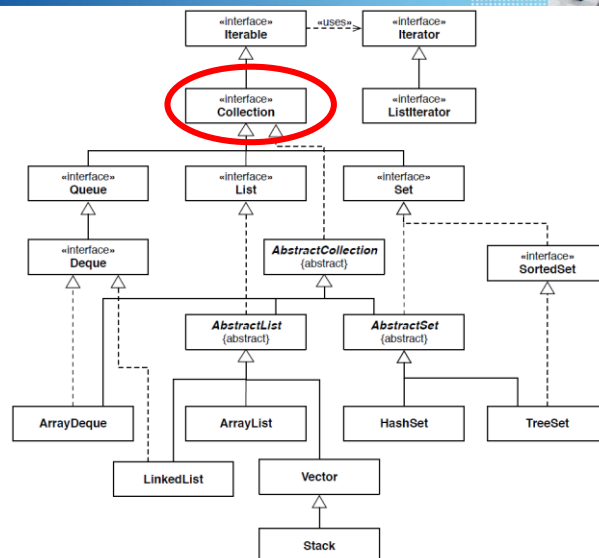 «interface»
Iterable
«uses»
«interface»
Iterator
«interface»
Collection
«interface»
ListIterator
«interface»
Queue
«interface»
List
«interface»
Set
«interface»
Deque
AbstractCollection
{abstract}
«interface»
SortedSet
AbstractList
{abstract}
AbstractSet
{abstract}
ArrayDeque
ArrayList
HashSet
TreeSet
LinkedList
Vector
Stack